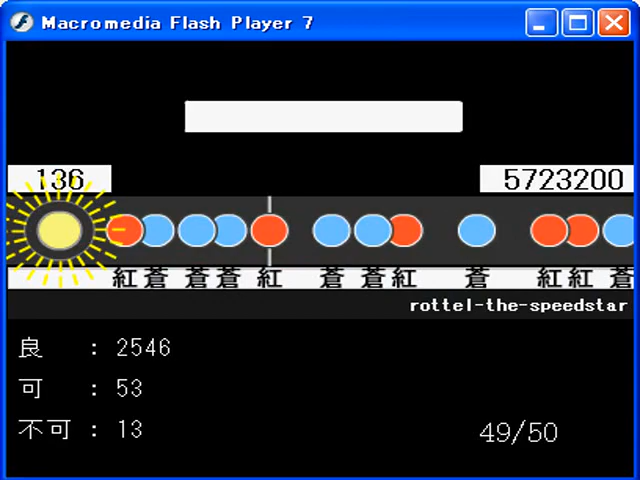 Macromedia Flash Player 7
136 5723200
紅 蒼 蒼 蒼 紅 蒼 蒼 紅 蒼 紅 紅 蒼
rottel-the-speedstar
良 : 2546
可 : 53
不可 : 13
49/50